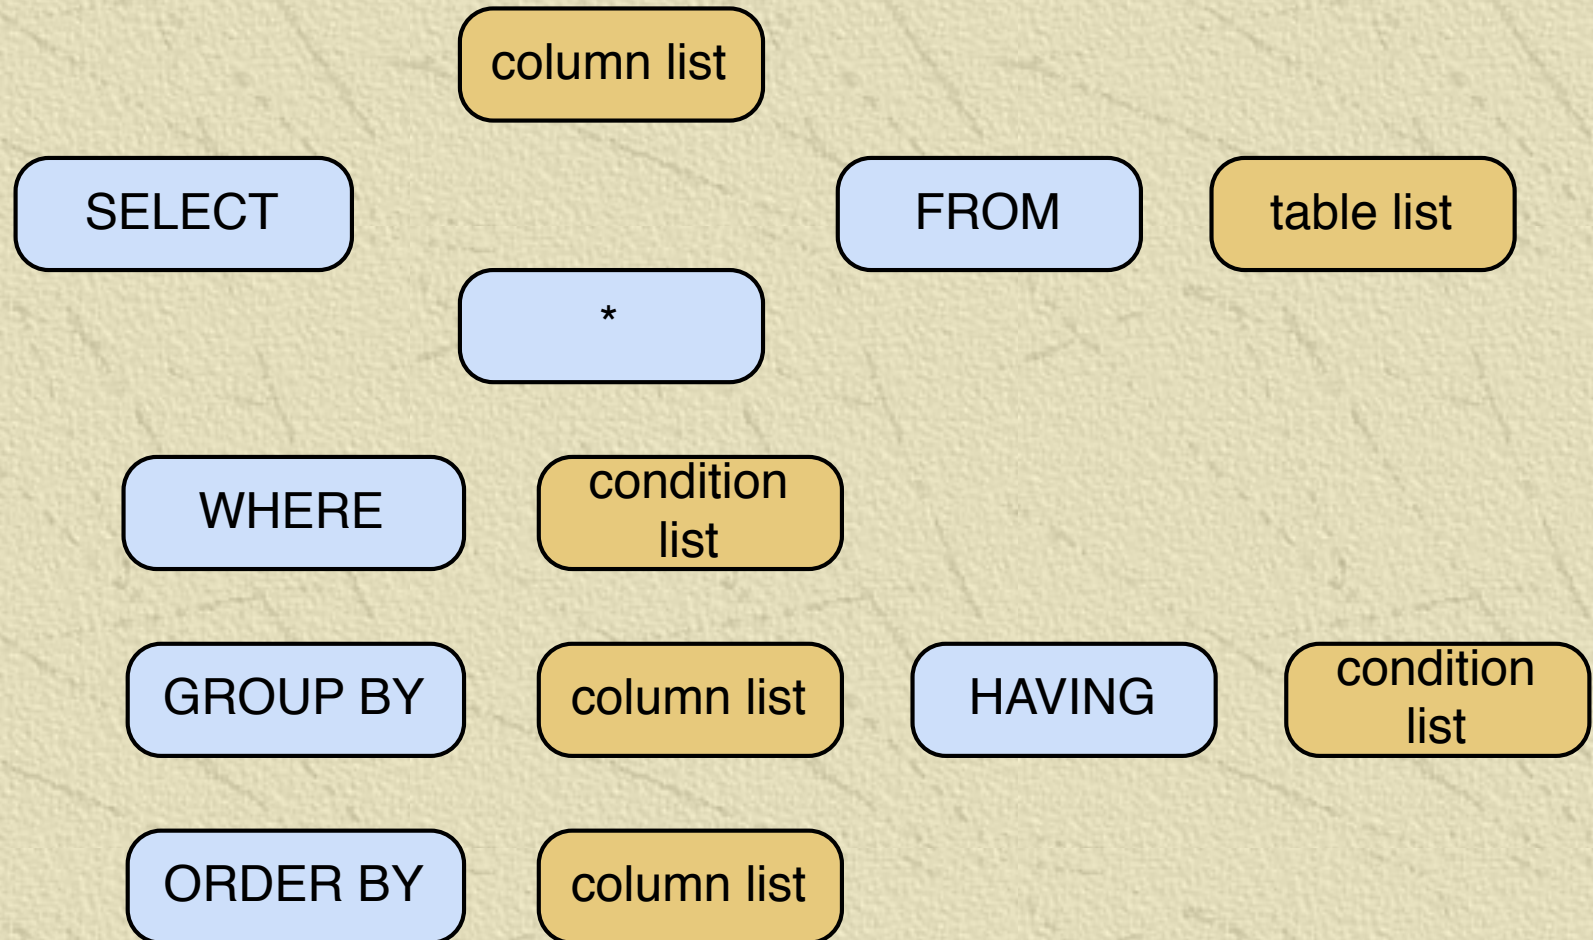 column list
SELECT
FROM
table list
*
WHERE
condition
list
GROUP BY
column list
HAVING
condition
list
ORDER BY
column list